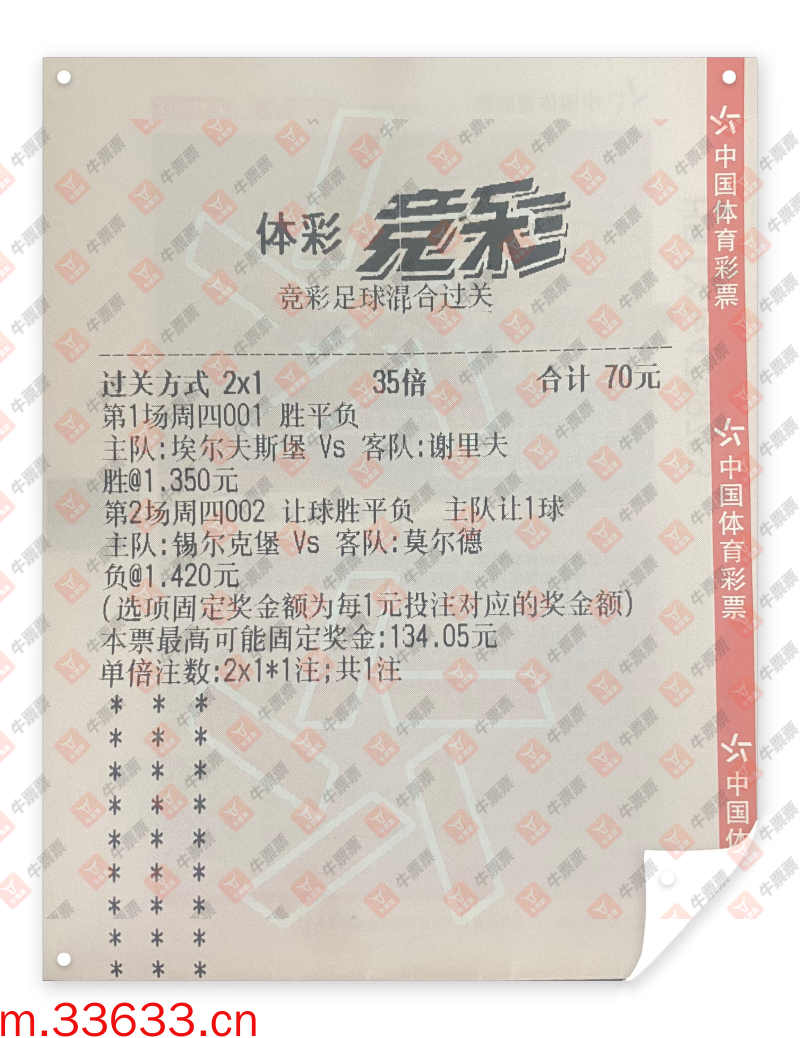 体彩 竞彩
竞彩足球混合过关
过关方式 2x1 35倍 合计 70元
第1场周四001 胜平负
主队:埃尔夫斯堡 Vs 客队:谢里夫
胜@1.350元
第2场周四002 让球胜平负 主队让1球
主队:锡尔克堡 Vs 客队:莫尔德
负@1.420元
(选项固定奖金额为每1元投注对应的奖金额)
本票最高可能固定奖金:134.05元
单倍注数:2x1*1注;共1注
* * *
* * *
* * *
* * *
* * *
* * *
* * *
* * *
* * *
中国体育彩票
中国体育彩票
中国体
牛票票
m.33633.cn